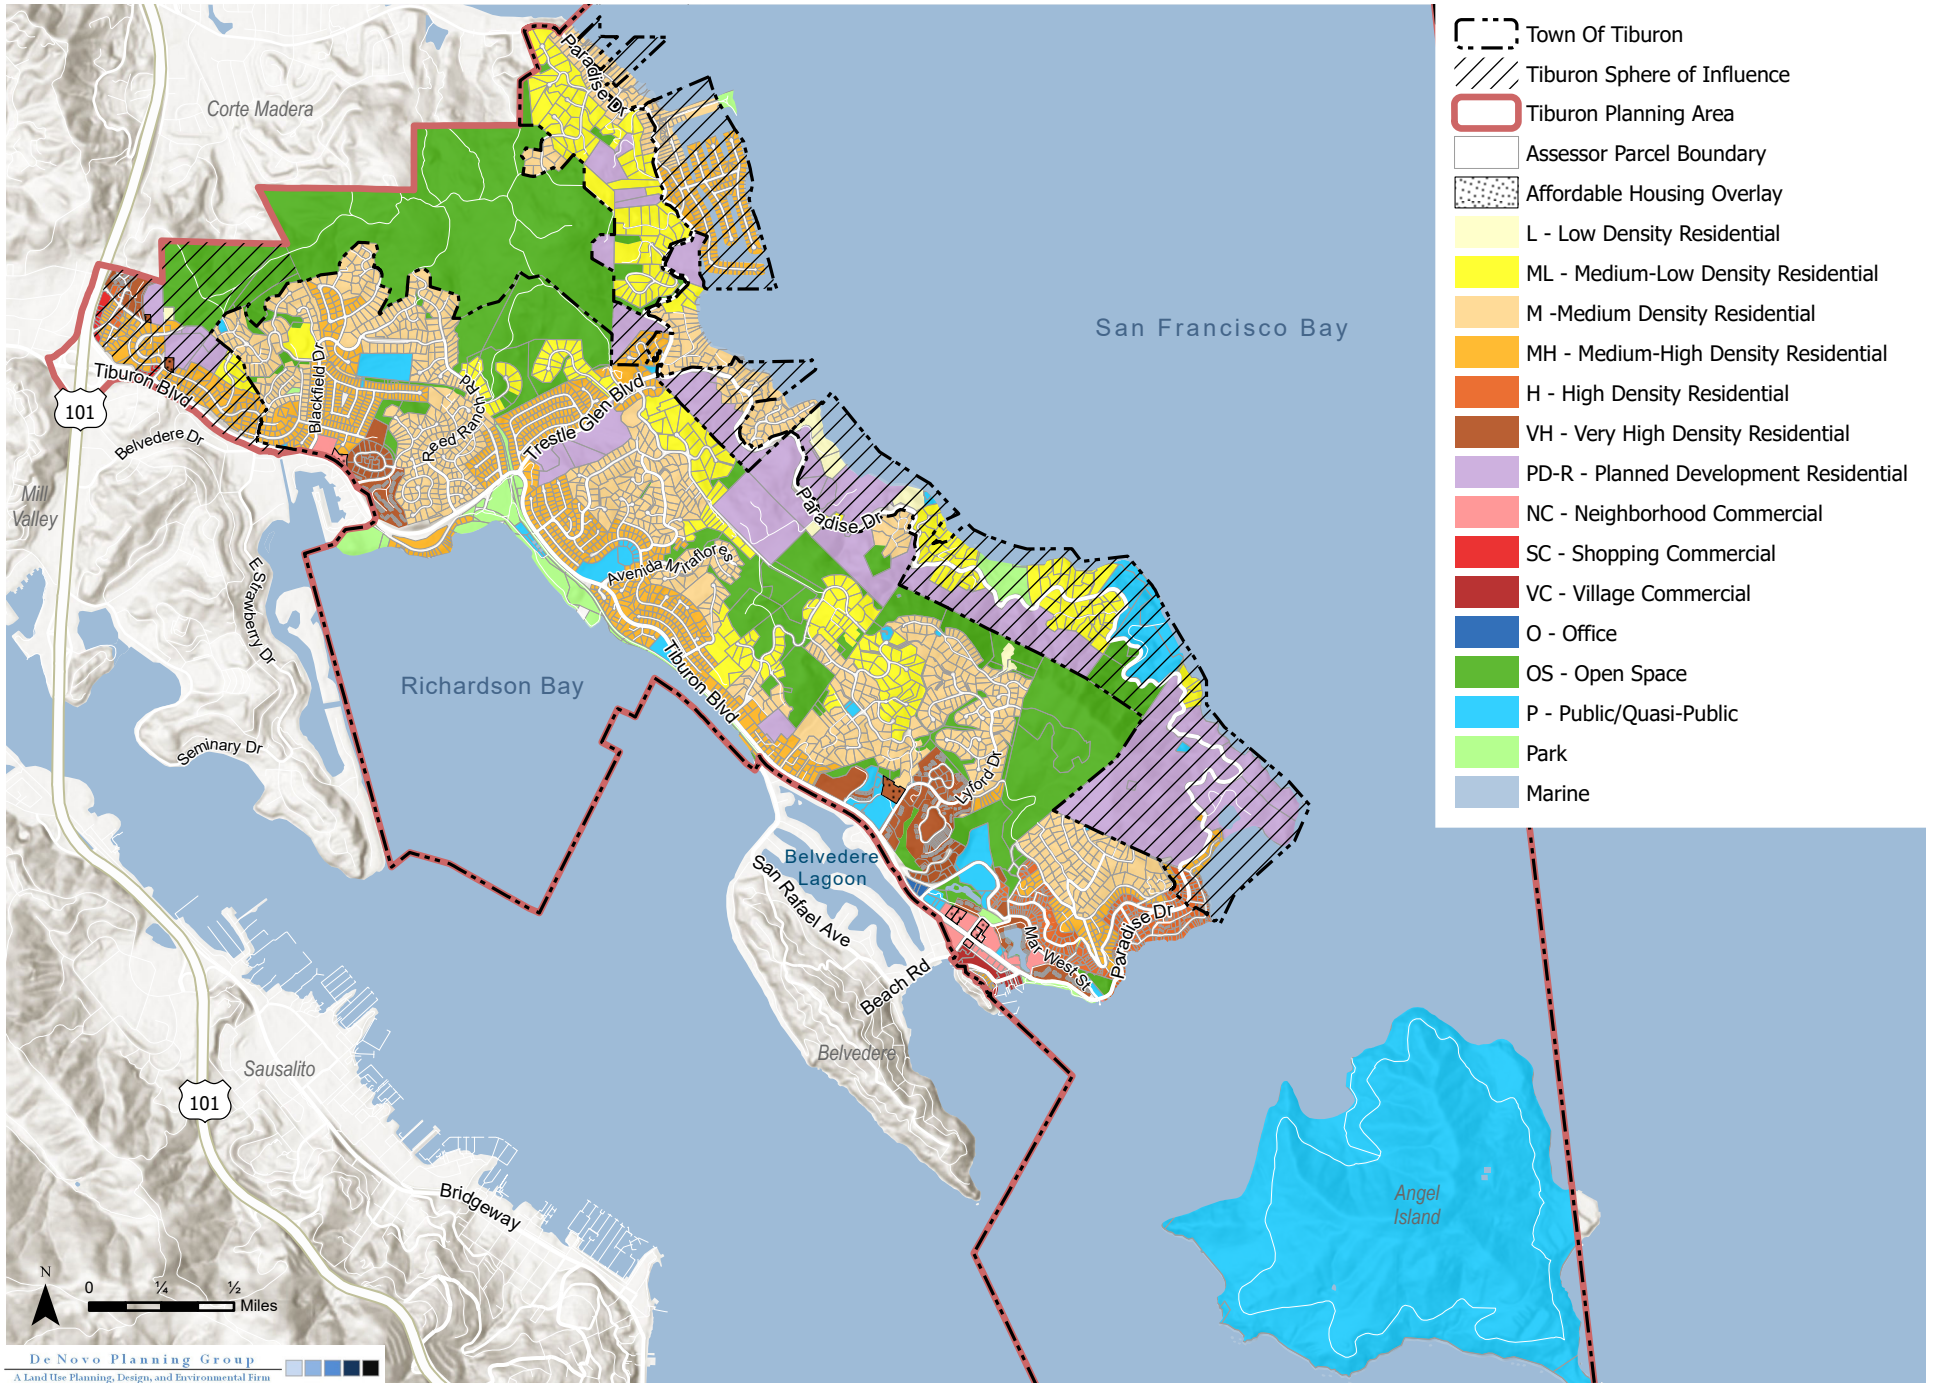 Town Of Tiburon
Tiburon Sphere of Influence
Tiburon Planning Area
Assessor Parcel Boundary
Affordable Housing Overlay
L - Low Density Residential
ML - Medium-Low Density Residential
M -Medium Density Residential
MH - Medium-High Density Residential
H - High Density Residential
VH - Very High Density Residential
PD-R - Planned Development Residential
NC - Neighborhood Commercial
SC - Shopping Commercial
VC - Village Commercial
O - Office
OS - Open Space
P - Public/Quasi-Public
Park
Marine
Paradise Dr
Corte Madera
San Francisco Bay
Tiburon Blvd
101
Blackfield Dr
Reed Ranch Rd
Trestle Glen Blvd
Belvedere Dr
Mill
Valley
Paradise Dr
Avenida Miraflores
E Strawberry Dr
Richardson Bay
Tiburon Blvd
Seminary Dr
Lyford Dr
Belvedere
Lagoon
San Rafael Ave
Mar West St
Paradise Dr
Beach Rd
Belvedere
Sausalito
101
Bridgeway
Angel
Island
N
0 ¼ ½
Miles
De Novo Planning Group
A Land Use Planning, Design, and Environmental Firm